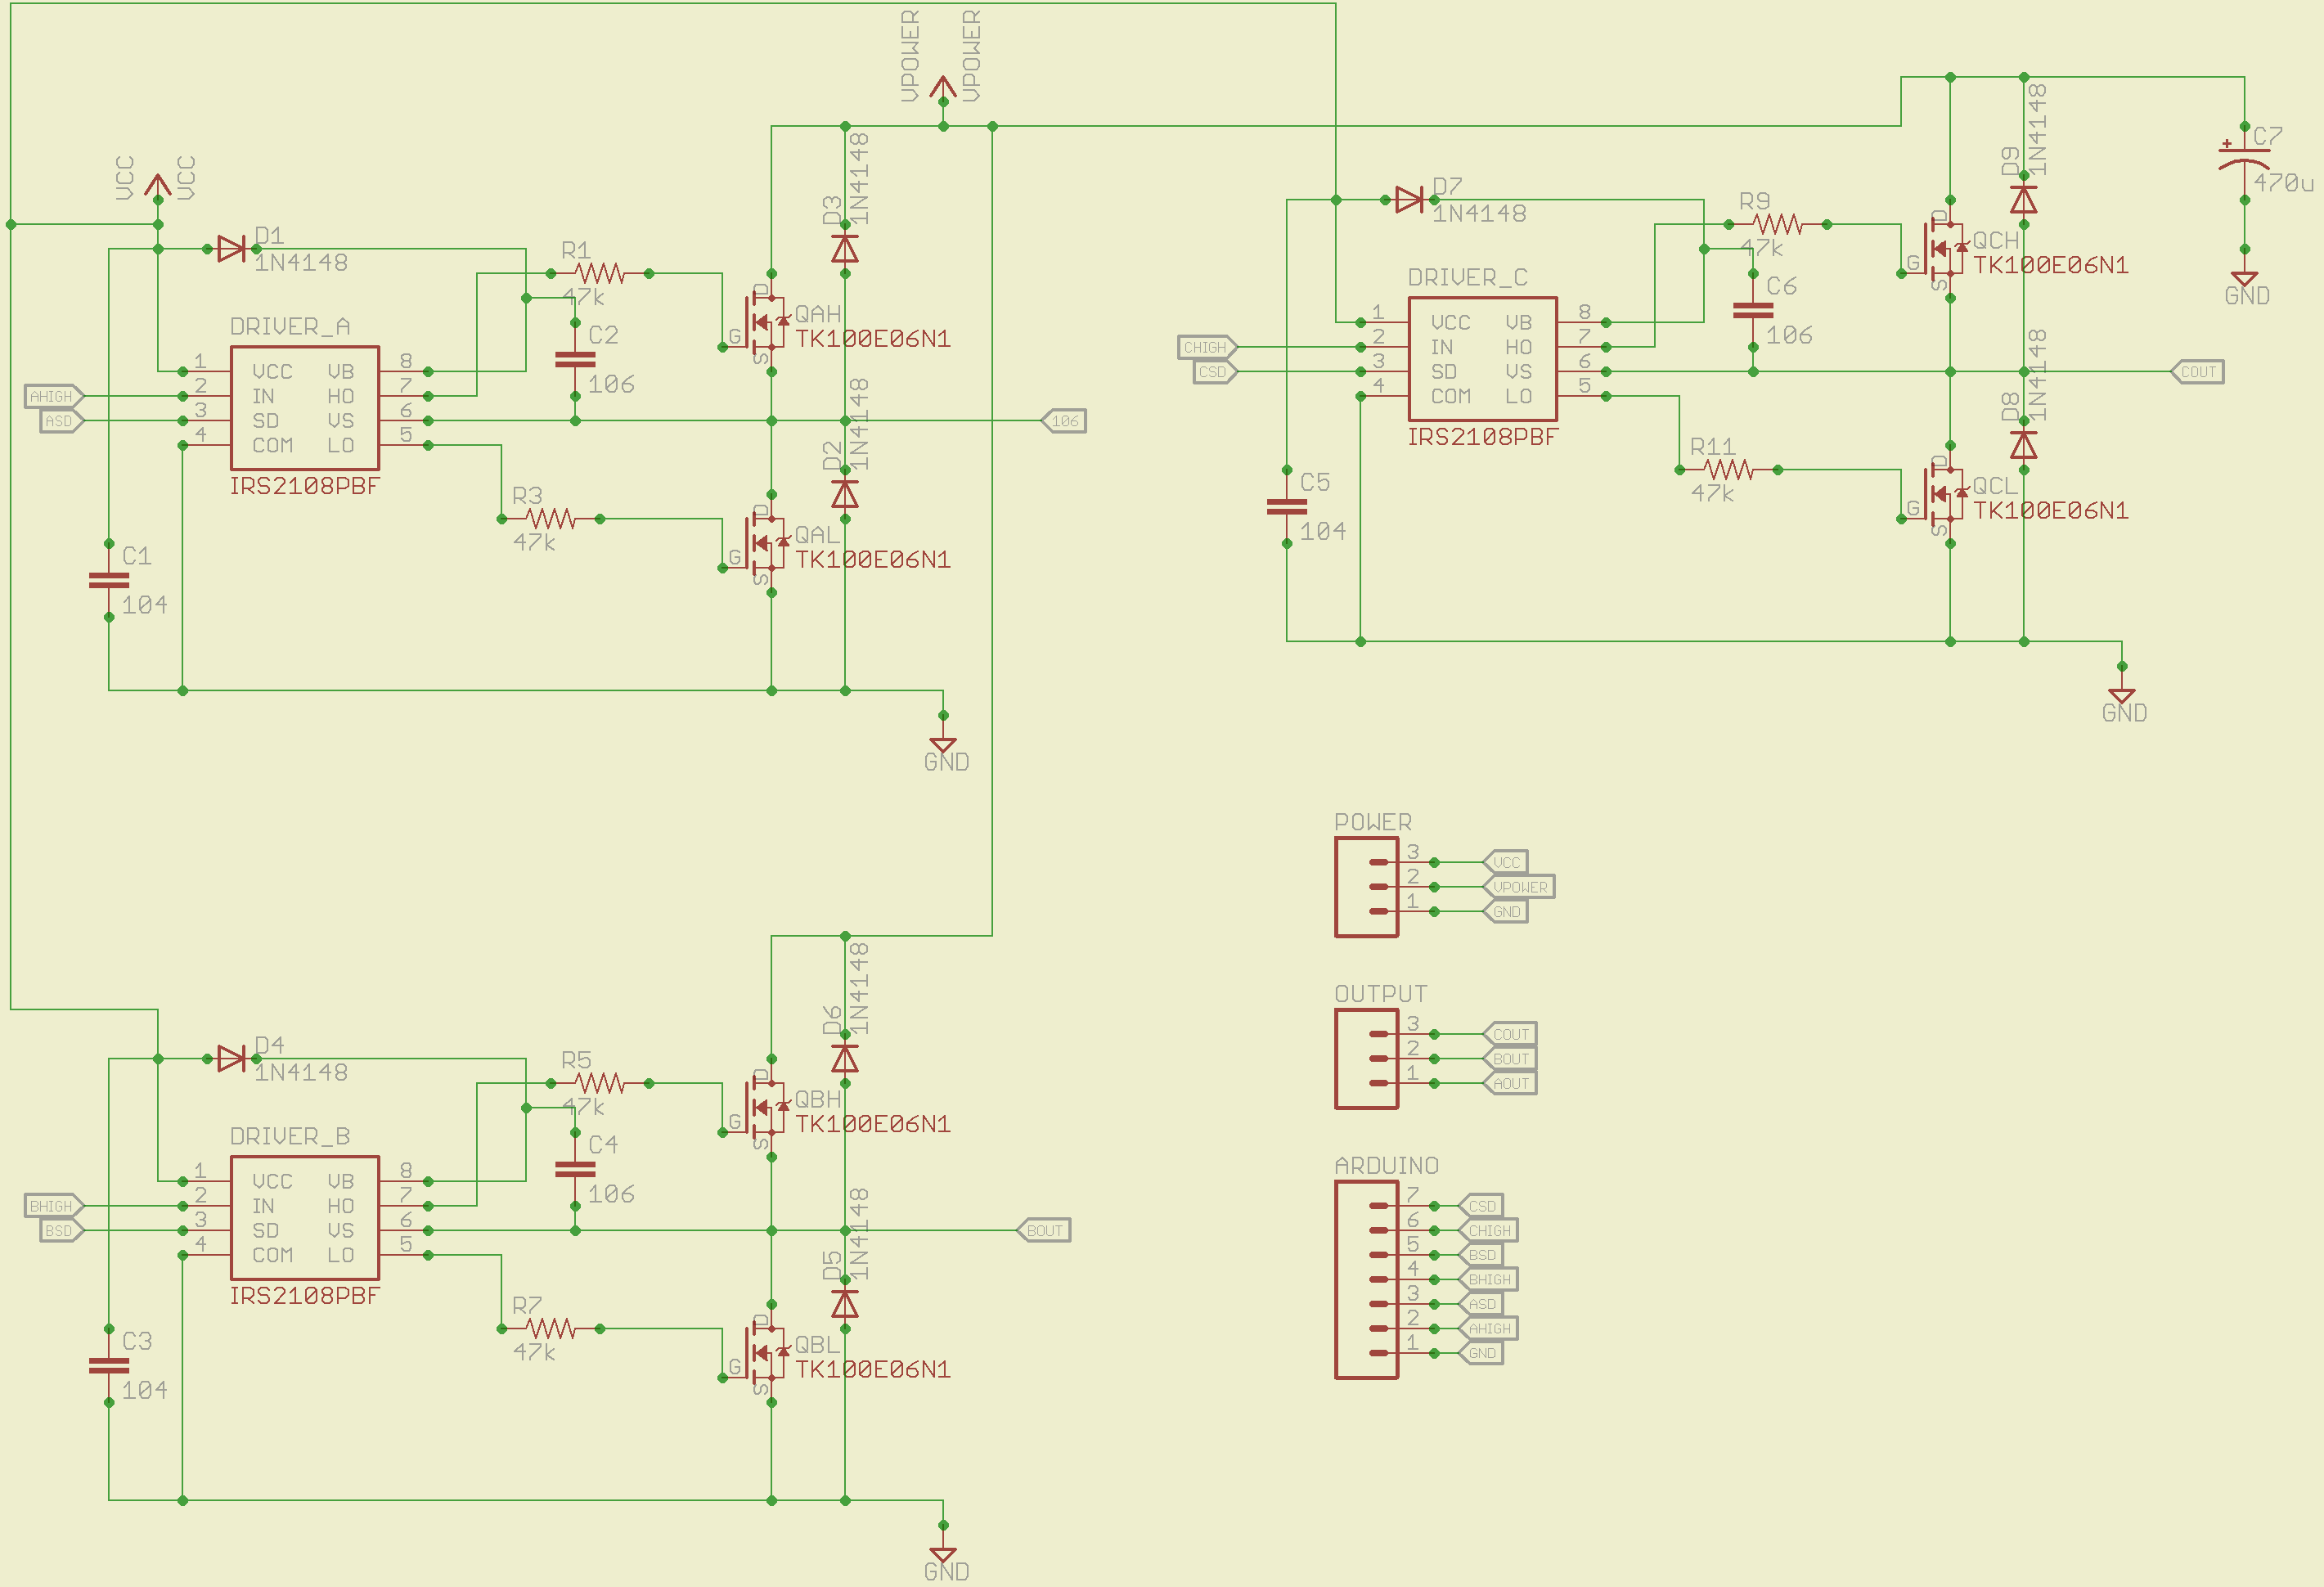 VPOWER
VPOWER
VCC
VCC
D1
1N4148
R1
47k
D3
1N4148
DRIVER_A
1 VCC VB 8
2 IN HO 7
3 SD VS 6
4 COM LO 5
IRS2108PBF
AHIGH
ASD
C2
106
D
G
S
QAH
TK100E06N1
106
D2
1N4148
R3
47k
D
G
S
QAL
TK100E06N1
C1
104
GND
D7
1N4148
R9
47k
D9
1N4148
C7
+
470u
GND
DRIVER_C
1 VCC VB 8
2 IN HO 7
3 SD VS 6
4 COM LO 5
IRS2108PBF
CHIGH
CSD
C6
106
D
G
S
QCH
TK100E06N1
COUT
D8
1N4148
R11
47k
D
G
S
QCL
TK100E06N1
C5
104
GND
D4
1N4148
R5
47k
D6
1N4148
DRIVER_B
1 VCC VB 8
2 IN HO 7
3 SD VS 6
4 COM LO 5
IRS2108PBF
BHIGH
BSD
C4
106
D
G
S
QBH
TK100E06N1
BOUT
D5
1N4148
R7
47k
D
G
S
QBL
TK100E06N1
C3
104
GND
POWER
3 VCC
2 VPOWER
1 GND
OUTPUT
3 COUT
2 BOUT
1 AOUT
ARDUINO
7 CSD
6 CHIGH
5 BSD
4 BHIGH
3 ASD
2 AHIGH
1 GND